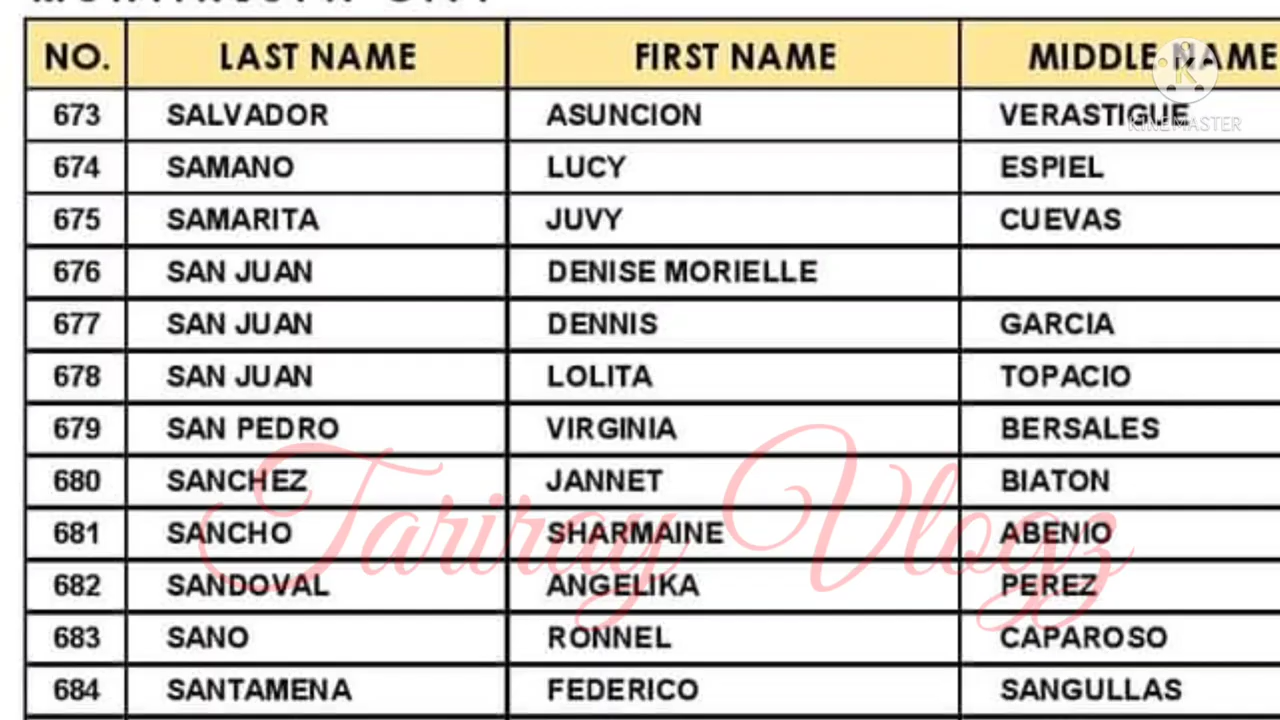 NO. LAST NAME FIRST NAME MIDDLE NAME
673 SALVADOR ASUNCION VERASTIGUE
674 SAMANO LUCY ESPIEL
675 SAMARITA JUVY CUEVAS
676 SAN JUAN DENISE MORIELLE
677 SAN JUAN DENNIS GARCIA
678 SAN JUAN LOLITA TOPACIO
679 SAN PEDRO VIRGINIA BERSALES
680 SANCHEZ JANNET BIATON
681 SANCHO SHARMAINE ABENIO
682 SANDOVAL ANGELIKA PEREZ
683 SANO RONNEL CAPAROSO
684 SANTAMENA FEDERICO SANGULLAS
K
KINEMASTER
Tariray Vlogz